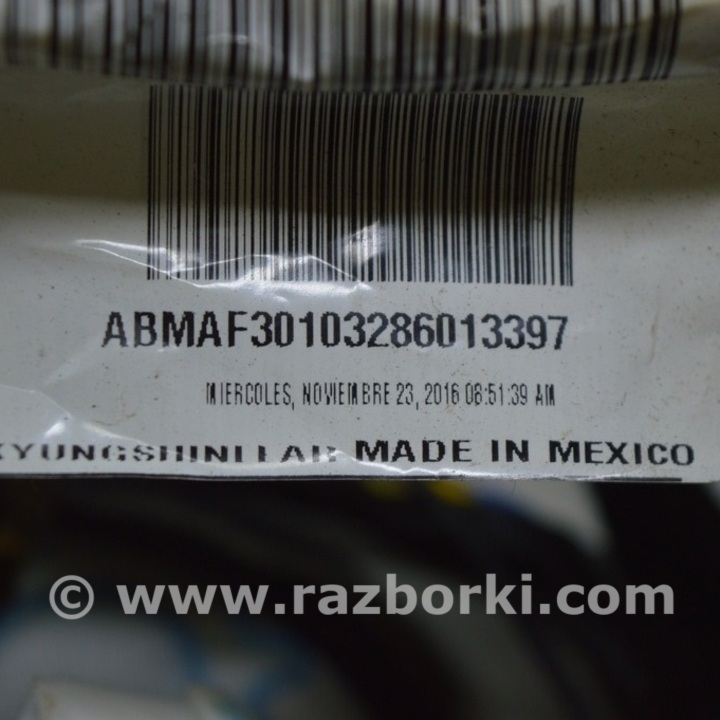 ABMAF30103286013397
MIERCOLES, NOVIEMBRE 23, 2016 08:51:39 AM
MADE IN MEXICO
© www.razborki.com